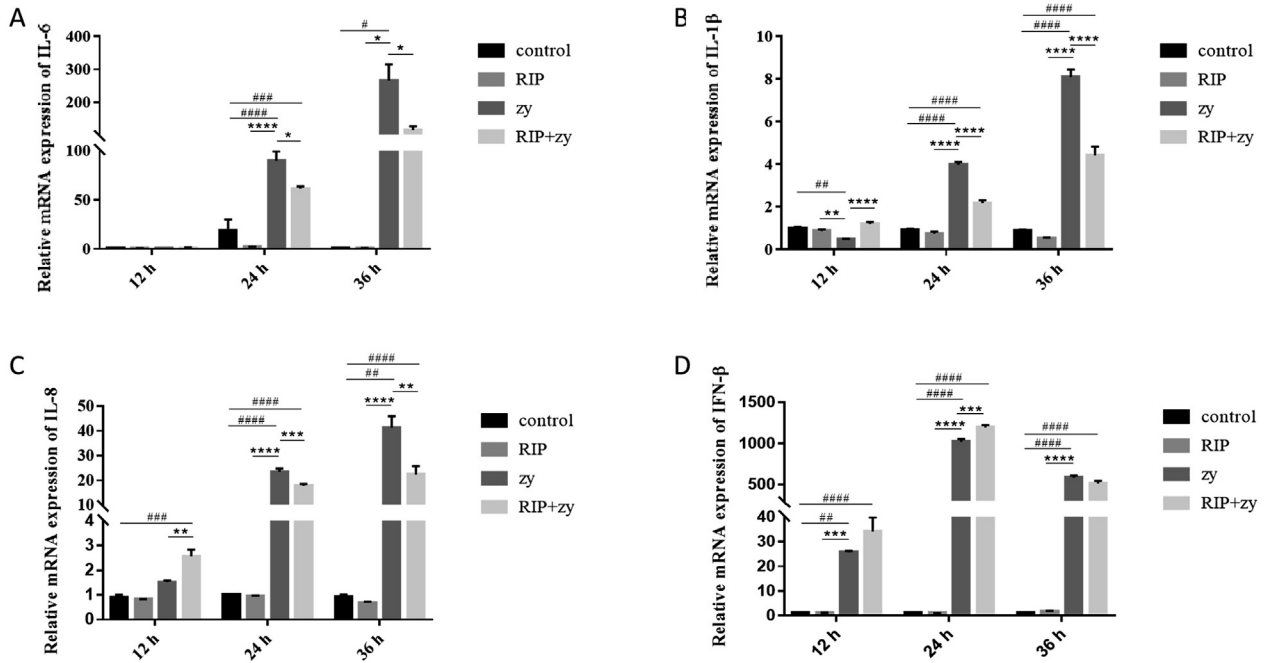 A
Relative mRNA expression of IL-6
400
300
200
100
50
0
#
*
*
###
####
****
*
12 h
24 h
36 h
control
RIP
zy
RIP+zy
B
Relative mRNA expression of IL-1β
10
8
6
4
2
0
##
**
****
####
####
****
****
####
####
****
****
12 h
24 h
36 h
control
RIP
zy
RIP+zy
C
Relative mRNA expression of IL-8
50
40
30
20
10
4
3
2
1
0
###
**
####
####
***
****
####
##
**
****
12 h
24 h
36 h
control
RIP
zy
RIP+zy
D
Relative mRNA expression of IFN-β
1500
1000
500
40
30
20
10
0
####
##
***
####
####
***
****
####
####
****
12 h
24 h
36 h
control
RIP
zy
RIP+zy